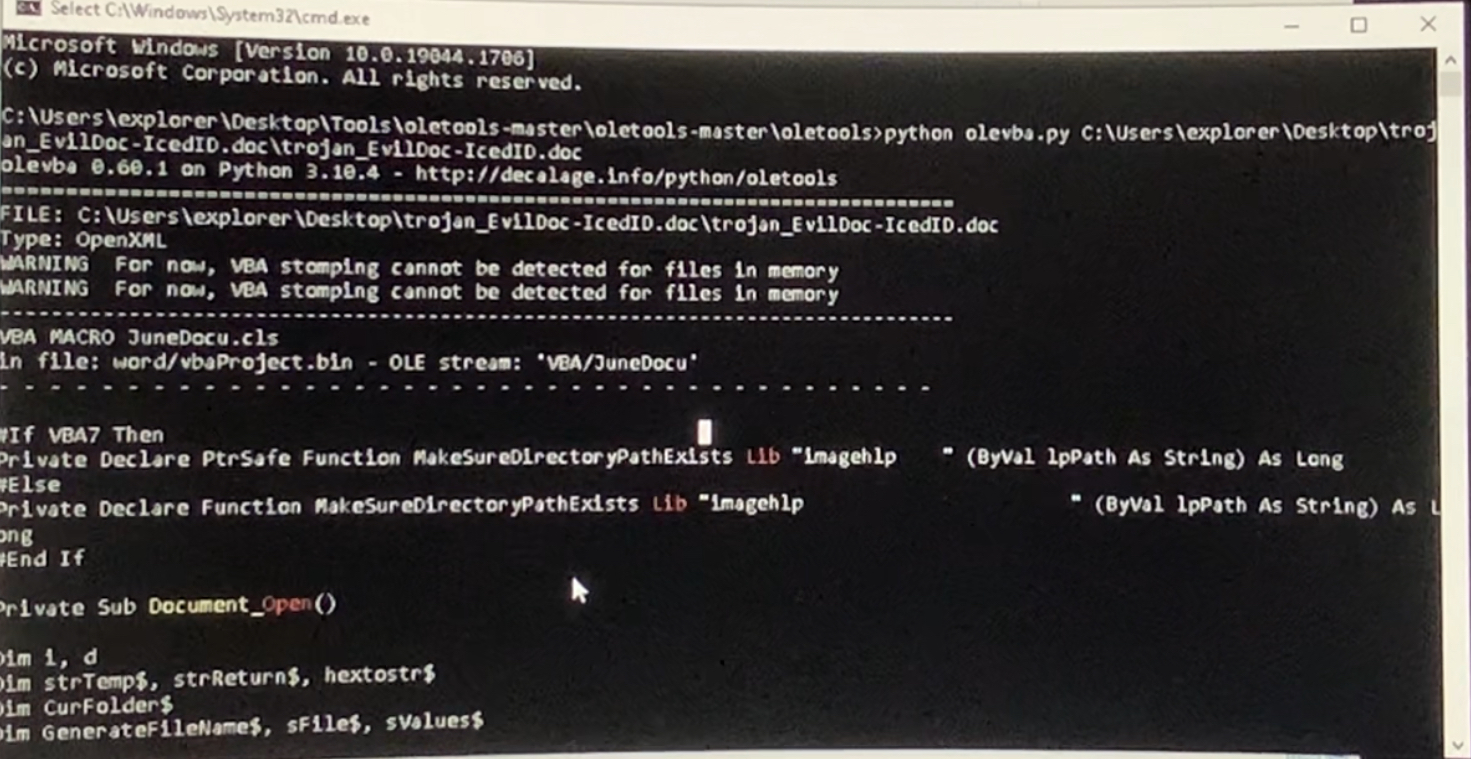 Select C:\Windows\System32\cmd.exe
Microsoft Windows [Version 10.0.19044.1706]
(c) Microsoft Corporation. All rights reserved.
C:\Users\explorer\Desktop\Tools\oletools-master\oletools-master\oletools>python olevba.py C:\Users\explorer\Desktop\troj
an_EvilDoc-IcedID.doc\trojan_EvilDoc-IcedID.doc
olevba 0.60.1 on Python 3.10.4 - http://decalage.info/python/oletools
===============================================================================
FILE: C:\Users\explorer\Desktop\trojan_EvilDoc-IcedID.doc\trojan_EvilDoc-IcedID.doc
Type: OpenXML
WARNING  For now, VBA stomping cannot be detected for files in memory
WARNING  For now, VBA stomping cannot be detected for files in memory
-------------------------------------------------------------------------------
VBA MACRO JuneDocu.cls
in file: word/vbaProject.bin - OLE stream: 'VBA/JuneDocu'
- - - - - - - - - - - - - - - - - - - - - - - - - - - - - - - - - - - - - - -
#If VBA7 Then
Private Declare PtrSafe Function MakeSureDirectoryPathExists Lib "imagehlp    " (ByVal lpPath As String) As Long
#Else
Private Declare Function MakeSureDirectoryPathExists Lib "imagehlp                         " (ByVal lpPath As String) As L
ong
#End If
Private Sub Document_Open()
Dim i, d
Dim strTemp$, strReturn$, hextostr$
Dim CurFolder$
Dim GenerateFileName$, sFile$, sValues$